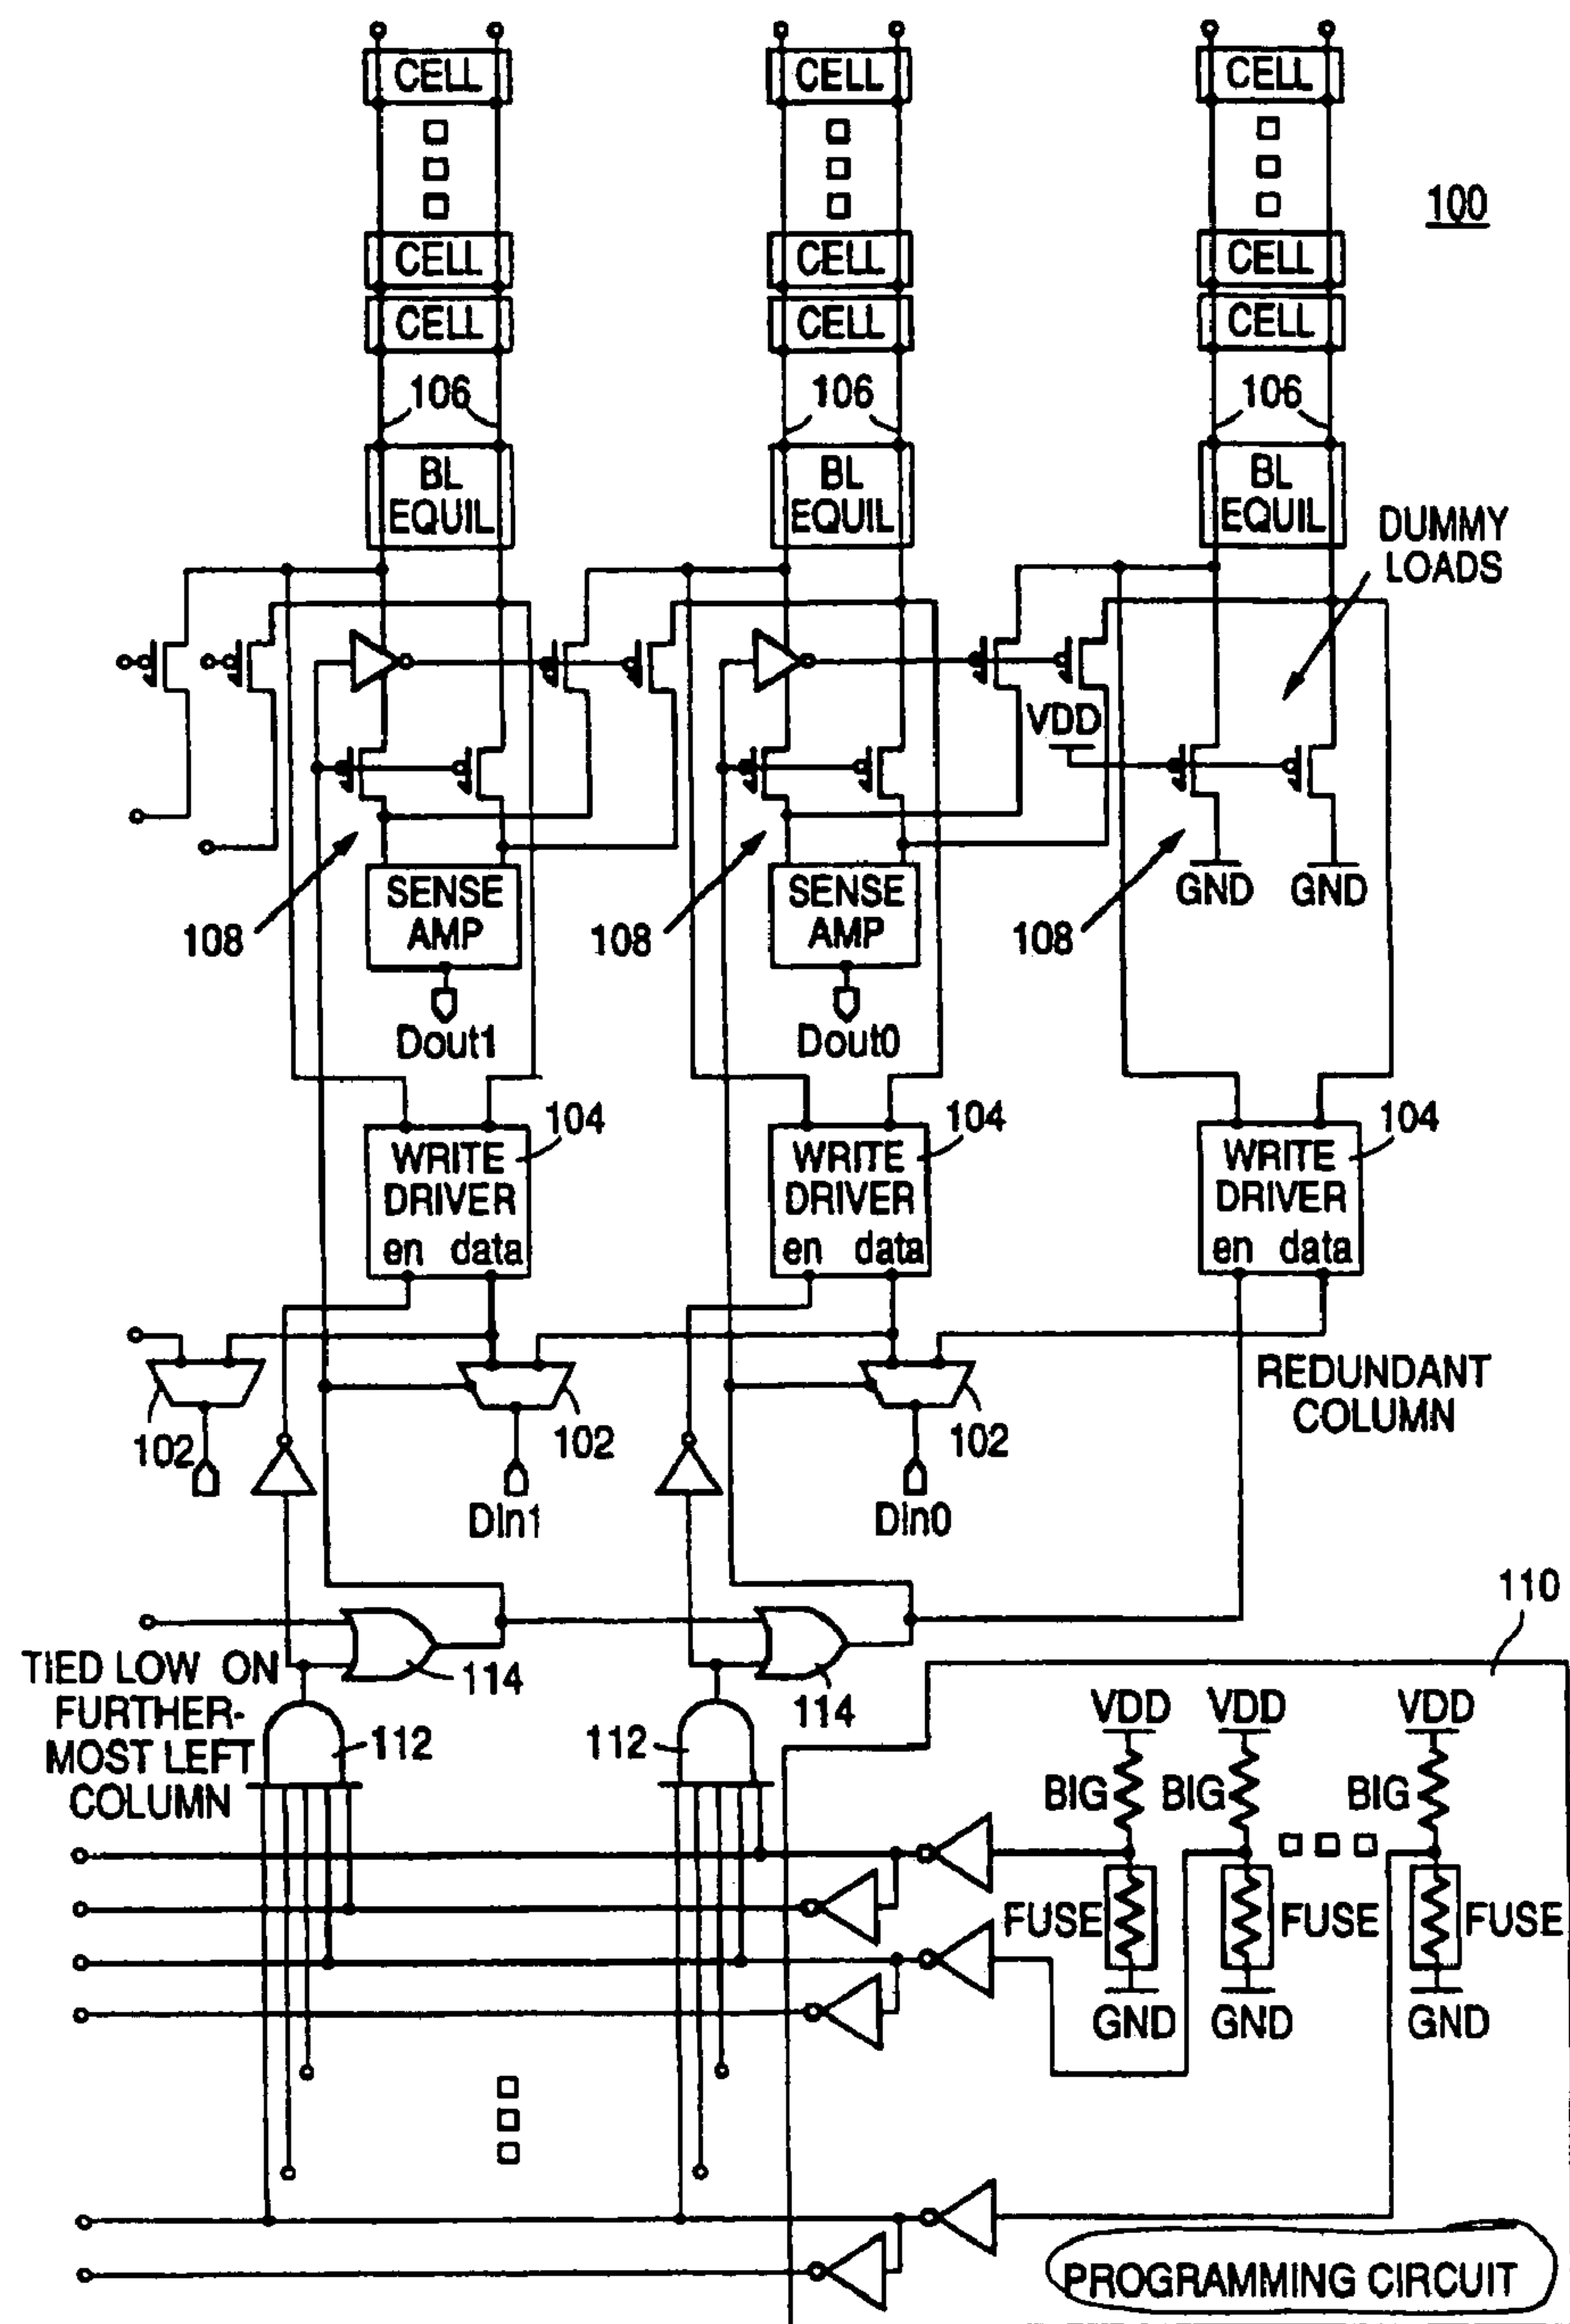 CELL CELL CELL
100
CELL CELL CELL
CELL CELL CELL
106 106 106
BL EQUIL BL EQUIL BL EQUIL
DUMMY
LOADS
VDD
GND GND
SENSE AMP SENSE AMP
108 108 108
Dout1 Dout0
104 104 104
WRITE DRIVER WRITE DRIVER WRITE DRIVER
en data en data en data
REDUNDANT
COLUMN
102 102 102
Din1 Din0
110
TIED LOW ON
FURTHER-
MOST LEFT
COLUMN
114 114
112 112
VDD VDD VDD
BIG BIG BIG
FUSE FUSE FUSE
GND GND GND
PROGRAMMING CIRCUIT